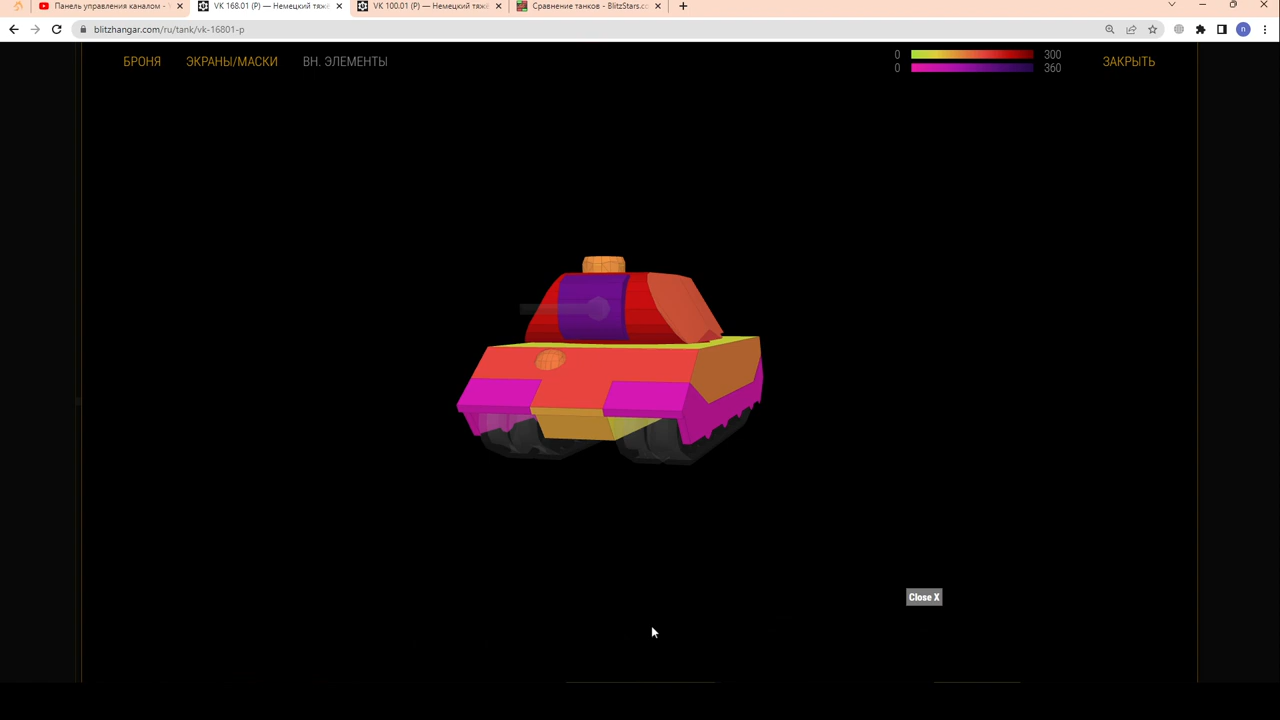 Панель управления каналом -
VK 168.01 (P) — Немецкий тяж
VK 100.01 (P) — Немецкий тяж
Сравнение танков - BlitzStars.c
blitzhangar.com/ru/tank/vk-16801-p
n
БРОНЯ
ЭКРАНЫ/МАСКИ
ВН. ЭЛЕМЕНТЫ
0
300
0
360
ЗАКРЫТЬ
Close X